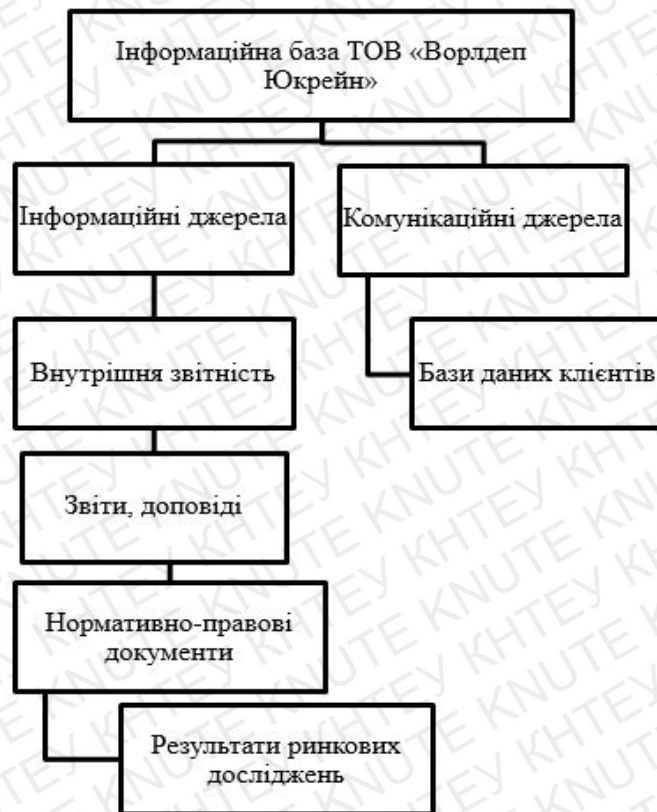 Інформаційна база ТОВ «Ворлдеп
Юкрейн»
Інформаційні джерела
Комунікаційні джерела
Внутрішня звітність
Бази даних клієнтів
Звіти, доповіді
Нормативно-правові
документи
Результати ринкових
досліджень